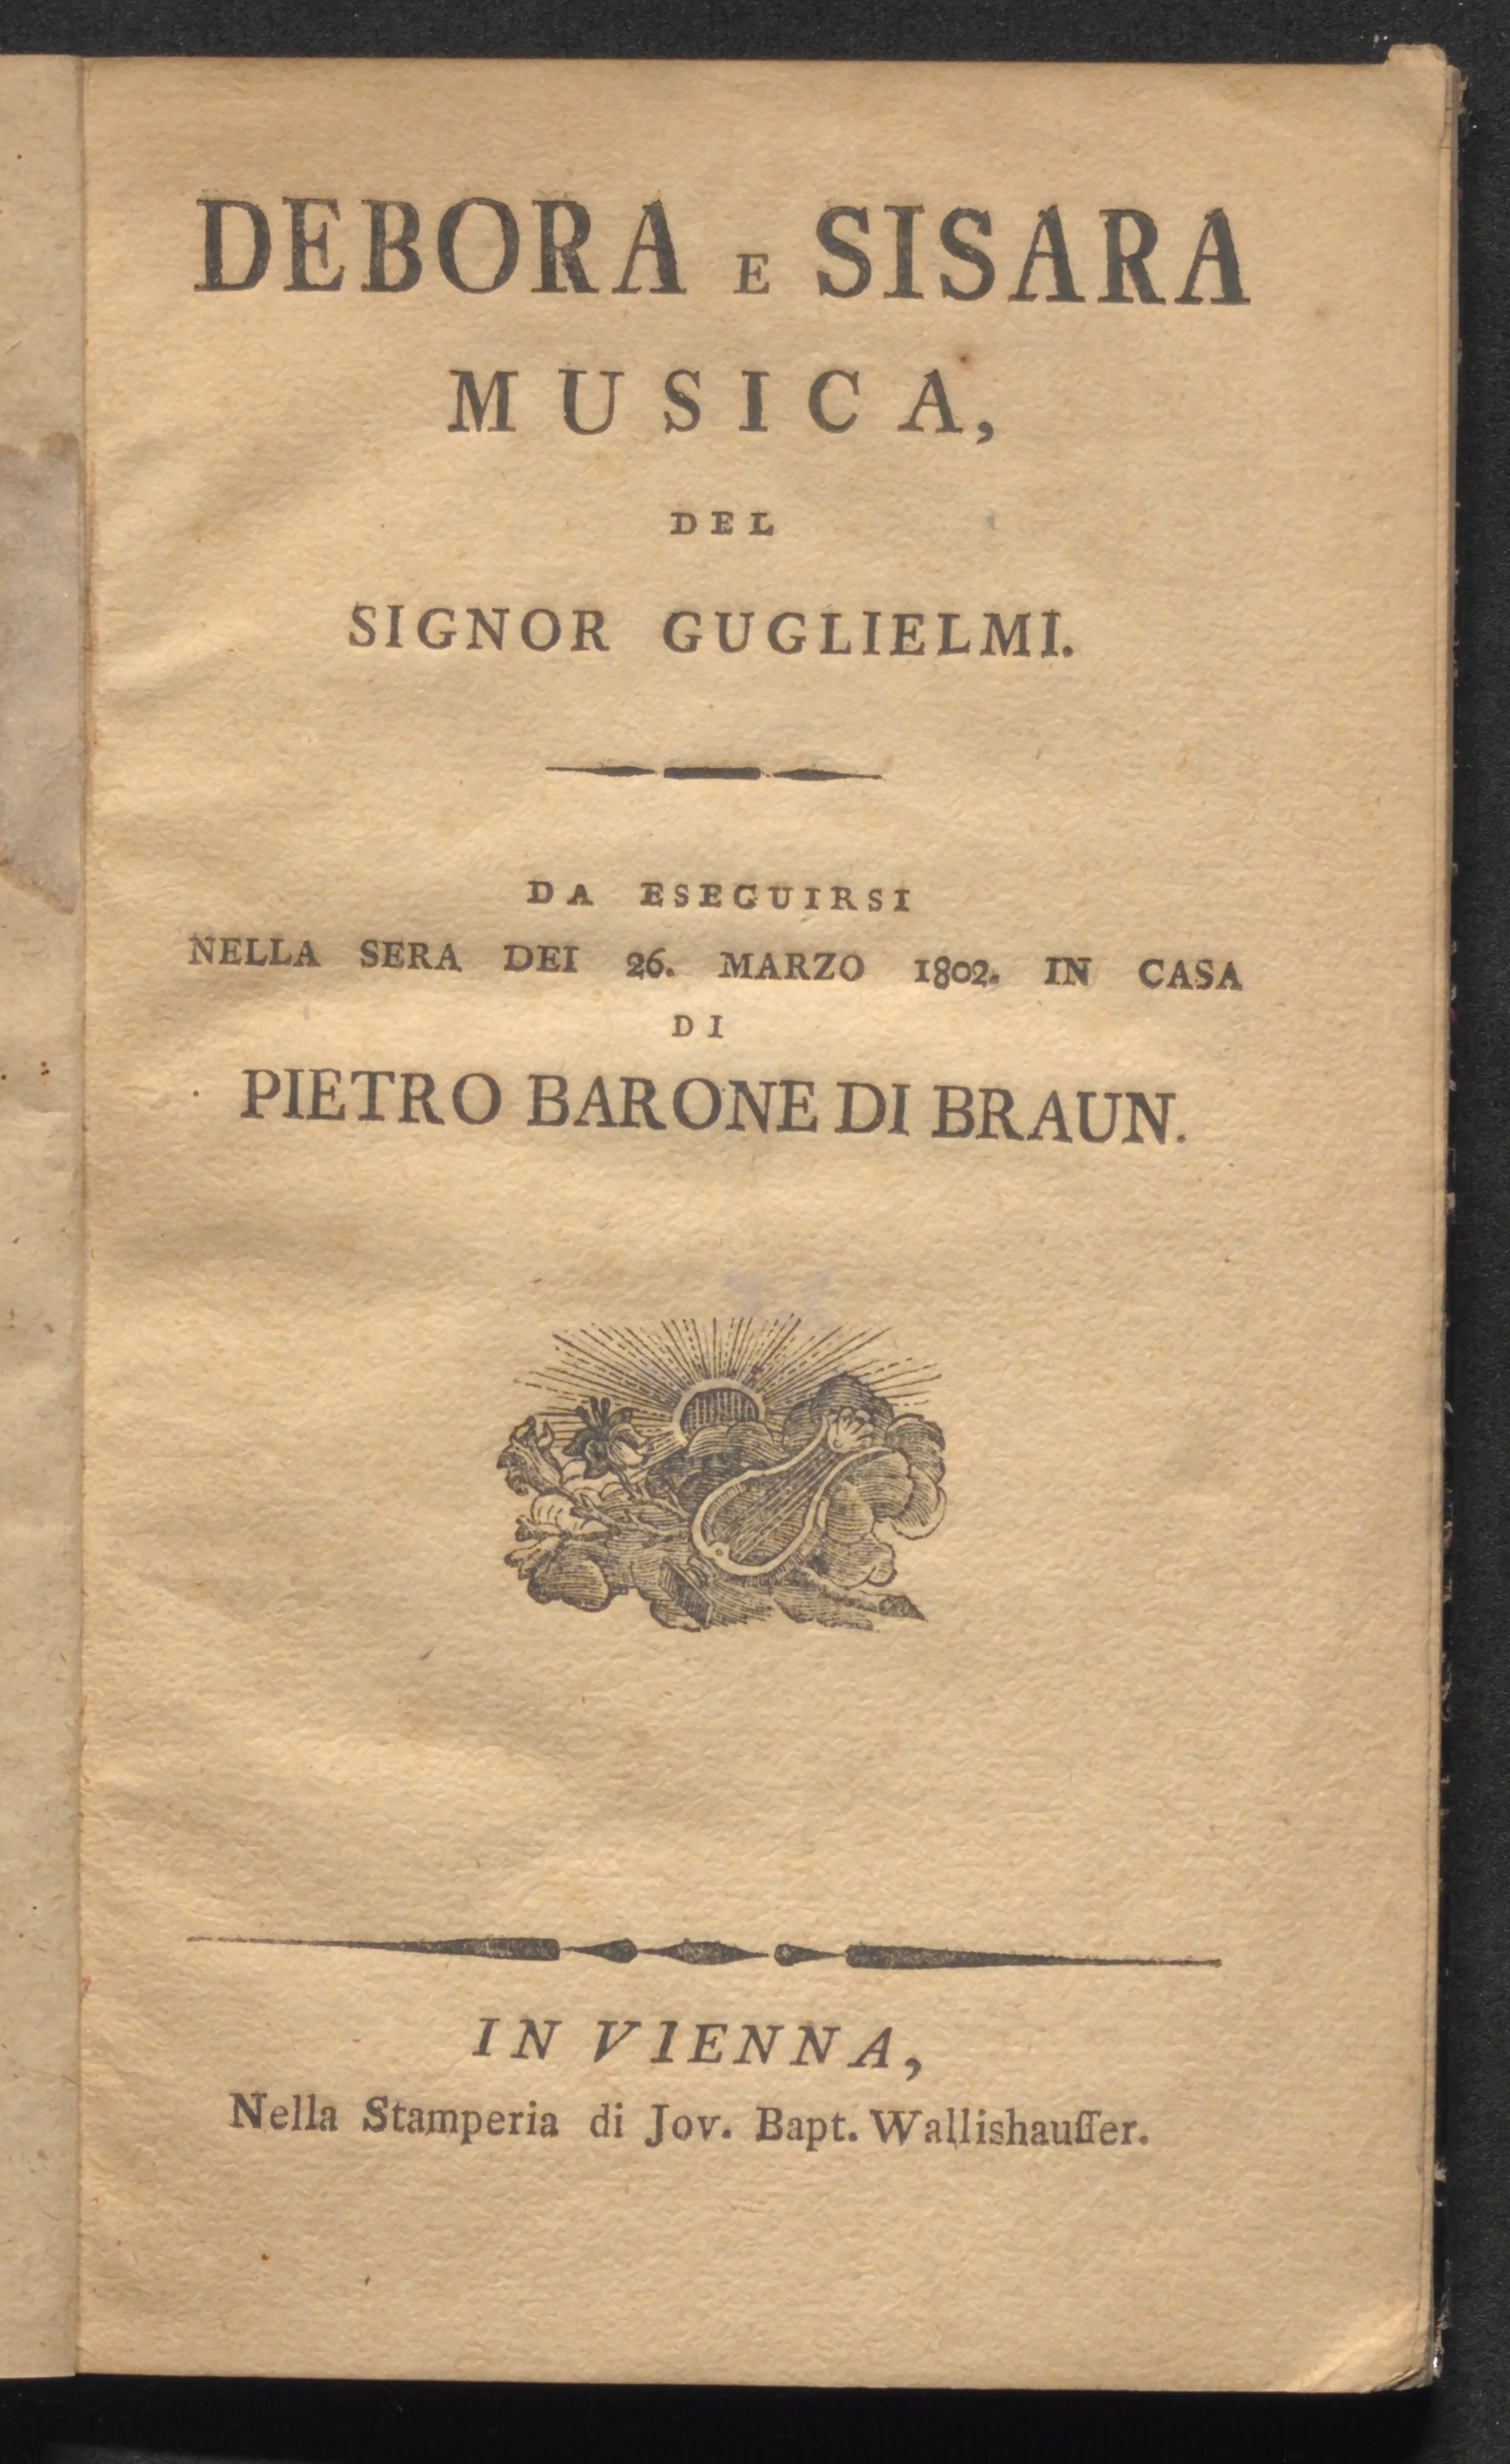 DEBORA E SISARA
MUSICA,
DEL
SIGNOR GUGLIELMI.
DA ESEGUIRSI
NELLA SERA DEI 26. MARZO 1802. IN CASA
DI
PIETRO BARONE DI BRAUN.
IN VIENNA,
Nella Stamperia di Jov. Bapt. Wallishauſſer.